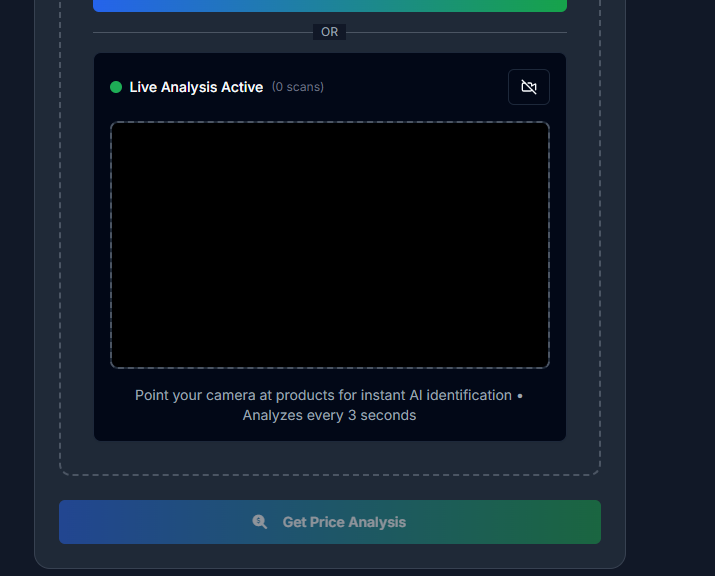 OR
Live Analysis Active (0 scans)
Point your camera at products for instant AI identification •
Analyzes every 3 seconds
Get Price Analysis